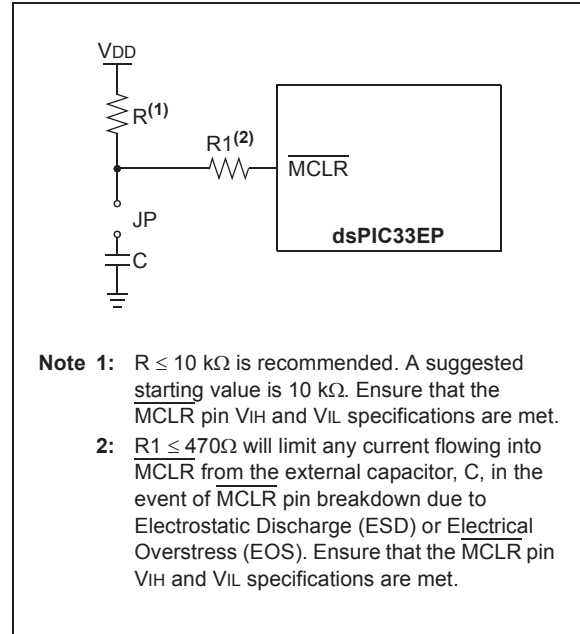 VDD
R(1)
R1(2)
MCLR
JP
dsPIC33EP
C
Note 1: R ≤ 10 kΩ is recommended. A suggested
starting value is 10 kΩ. Ensure that the
MCLR pin VIH and VIL specifications are met.
2: R1 ≤ 470Ω will limit any current flowing into
MCLR from the external capacitor, C, in the
event of MCLR pin breakdown due to
Electrostatic Discharge (ESD) or Electrical
Overstress (EOS). Ensure that the MCLR pin
VIH and VIL specifications are met.